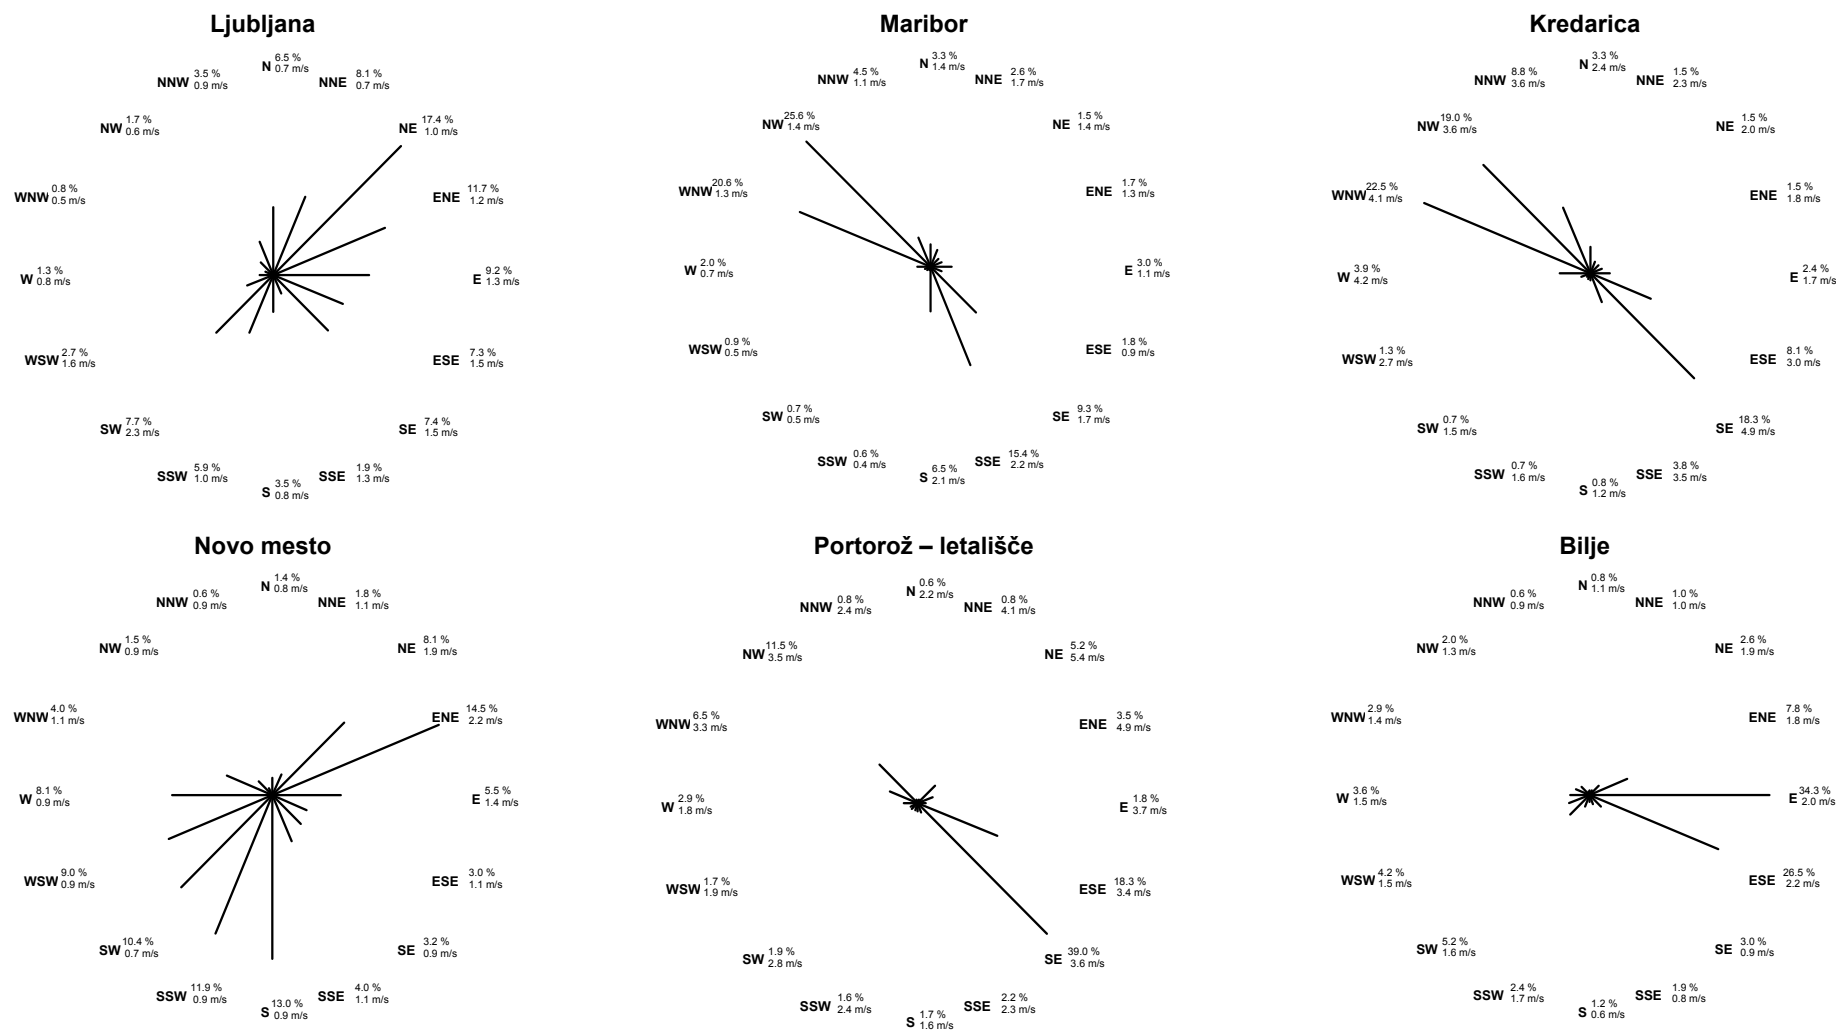 Ljubljana
N 6.5 % 0.7 m/s
NNE 8.1 % 0.7 m/s
NE 17.4 % 1.0 m/s
ENE 11.7 % 1.2 m/s
E 9.2 % 1.3 m/s
ESE 7.3 % 1.5 m/s
SE 7.4 % 1.5 m/s
SSE 1.9 % 1.3 m/s
S 3.5 % 0.8 m/s
SSW 5.9 % 1.0 m/s
SW 7.7 % 2.3 m/s
WSW 2.7 % 1.6 m/s
W 1.3 % 0.8 m/s
WNW 0.8 % 0.5 m/s
NW 1.7 % 0.6 m/s
NNW 3.5 % 0.9 m/s
Maribor
N 3.3 % 1.4 m/s
NNE 2.6 % 1.7 m/s
NE 1.5 % 1.4 m/s
ENE 1.7 % 1.3 m/s
E 3.0 % 1.1 m/s
ESE 1.8 % 0.9 m/s
SE 9.3 % 1.7 m/s
SSE 15.4 % 2.2 m/s
S 6.5 % 2.1 m/s
SSW 0.6 % 0.4 m/s
SW 0.7 % 0.5 m/s
WSW 0.9 % 0.5 m/s
W 2.0 % 0.7 m/s
WNW 20.6 % 1.3 m/s
NW 25.6 % 1.4 m/s
NNW 4.5 % 1.1 m/s
Kredarica
N 3.3 % 2.4 m/s
NNE 1.5 % 2.3 m/s
NE 1.5 % 2.0 m/s
ENE 1.5 % 1.8 m/s
E 2.4 % 1.7 m/s
ESE 8.1 % 3.0 m/s
SE 18.3 % 4.9 m/s
SSE 3.8 % 3.5 m/s
S 0.8 % 1.2 m/s
SSW 0.7 % 1.6 m/s
SW 0.7 % 1.5 m/s
WSW 1.3 % 2.7 m/s
W 3.9 % 4.2 m/s
WNW 22.5 % 4.1 m/s
NW 19.0 % 3.6 m/s
NNW 8.8 % 3.6 m/s
Novo mesto
N 1.4 % 0.8 m/s
NNE 1.8 % 1.1 m/s
NE 8.1 % 1.9 m/s
ENE 14.5 % 2.2 m/s
E 5.5 % 1.4 m/s
ESE 3.0 % 1.1 m/s
SE 3.2 % 0.9 m/s
SSE 4.0 % 1.1 m/s
S 13.0 % 0.9 m/s
SSW 11.9 % 0.9 m/s
SW 10.4 % 0.7 m/s
WSW 9.0 % 0.9 m/s
W 8.1 % 0.9 m/s
WNW 4.0 % 1.1 m/s
NW 1.5 % 0.9 m/s
NNW 0.6 % 0.9 m/s
Portorož – letališče
N 0.6 % 2.2 m/s
NNE 0.8 % 4.1 m/s
NE 5.2 % 5.4 m/s
ENE 3.5 % 4.9 m/s
E 1.8 % 3.7 m/s
ESE 18.3 % 3.4 m/s
SE 39.0 % 3.6 m/s
SSE 2.2 % 2.3 m/s
S 1.7 % 1.6 m/s
SSW 1.6 % 2.4 m/s
SW 1.9 % 2.8 m/s
WSW 1.7 % 1.9 m/s
W 2.9 % 1.8 m/s
WNW 6.5 % 3.3 m/s
NW 11.5 % 3.5 m/s
NNW 0.8 % 2.4 m/s
Bilje
N 0.8 % 1.1 m/s
NNE 1.0 % 1.0 m/s
NE 2.6 % 1.9 m/s
ENE 7.8 % 1.8 m/s
E 34.3 % 2.0 m/s
ESE 26.5 % 2.2 m/s
SE 3.0 % 0.9 m/s
SSE 1.9 % 0.8 m/s
S 1.2 % 0.6 m/s
SSW 2.4 % 1.7 m/s
SW 5.2 % 1.6 m/s
WSW 4.2 % 1.5 m/s
W 3.6 % 1.5 m/s
WNW 2.9 % 1.4 m/s
NW 2.0 % 1.3 m/s
NNW 0.6 % 0.9 m/s